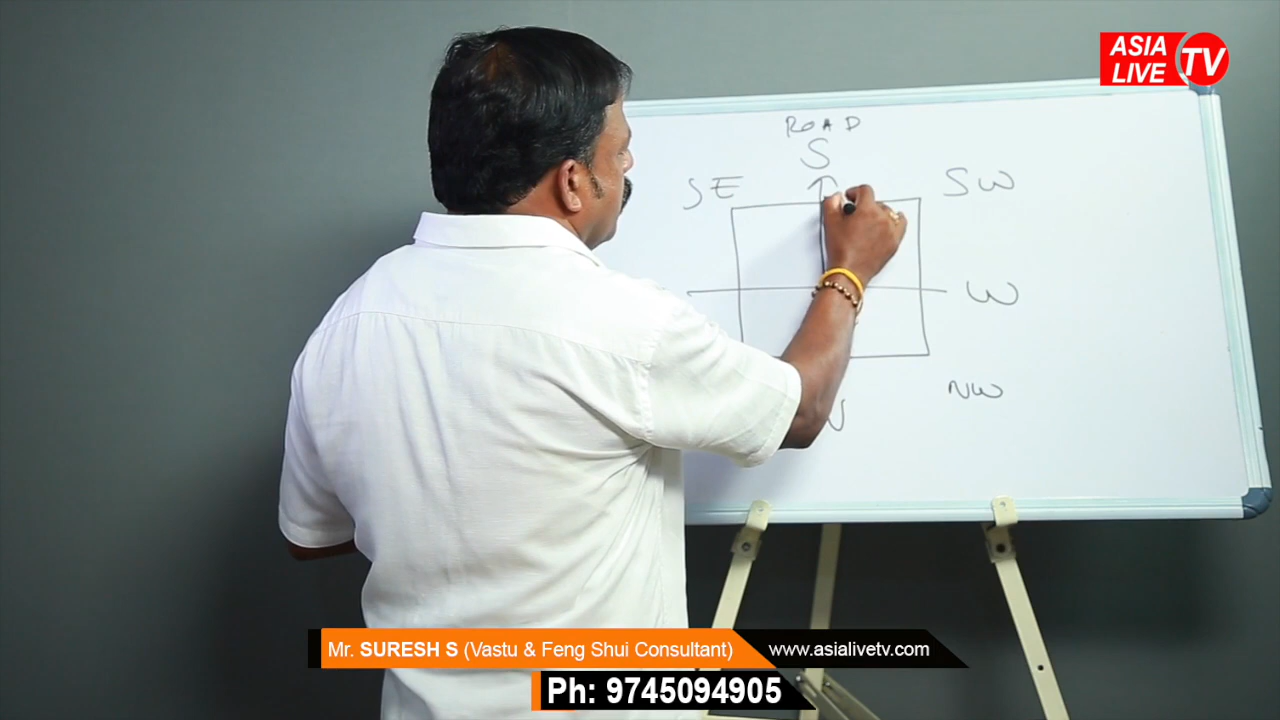 ASIA
LIVE
TV
ROAD
S
SE
SW
W
NW
N
Mr. SURESH S (Vastu & Feng Shui Consultant)
www.asialivetv.com
Ph: 9745094905